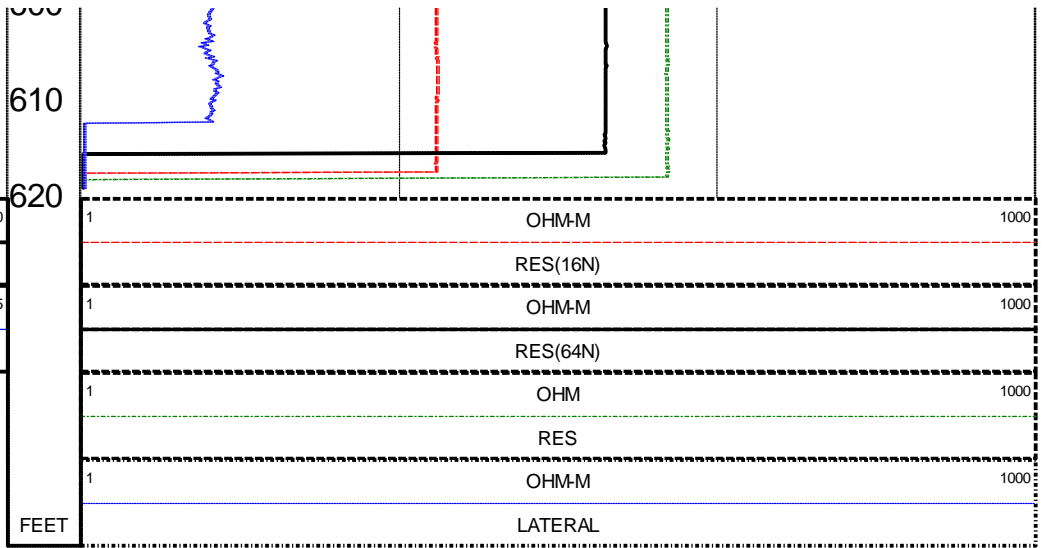 610
620
1 OHM-M 1000
RES(16N)
1 OHM-M 1000
RES(64N)
1 OHM 1000
RES
1 OHM-M 1000
FEET LATERAL